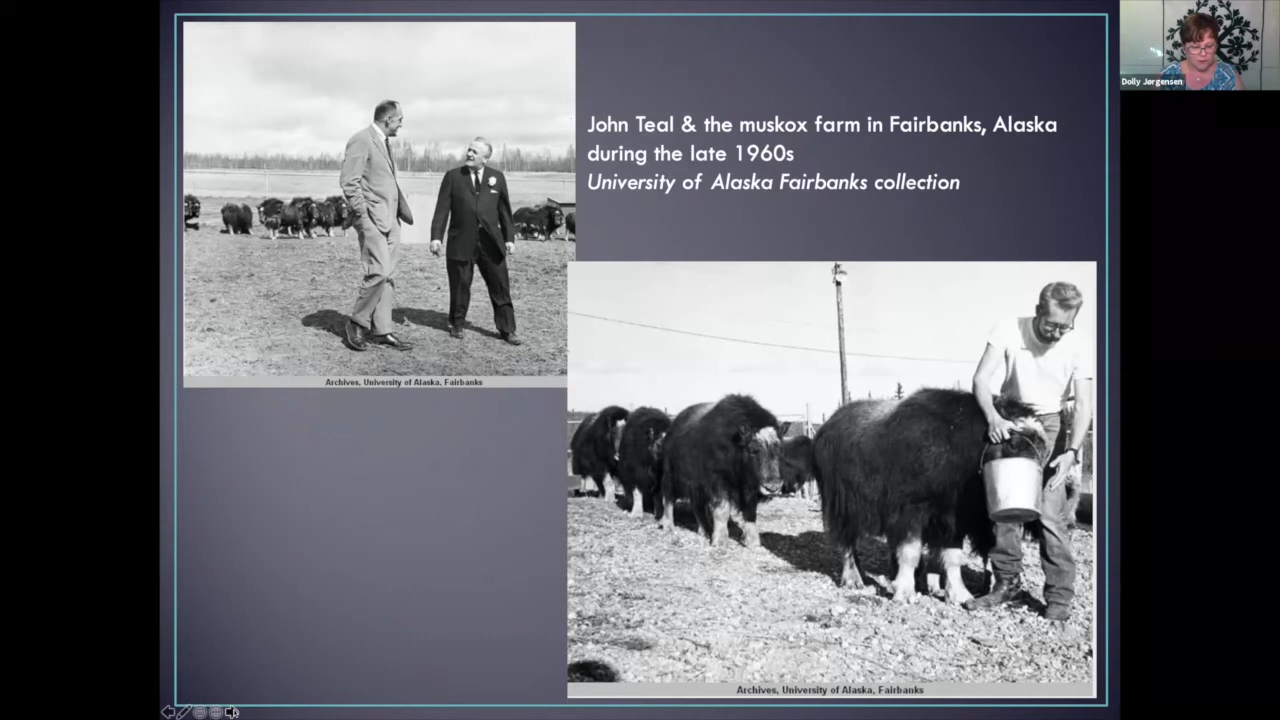 Dolly Jørgensen
John Teal & the muskox farm in Fairbanks, Alaska
during the late 1960s
University of Alaska Fairbanks collection
Archives, University of Alaska, Fairbanks
Archives, University of Alaska, Fairbanks